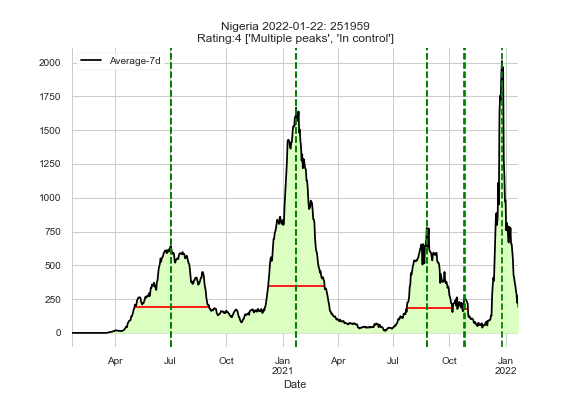 Nigeria 2022-01-22: 251959
Rating:4 ['Multiple peaks', 'In control']
Average-7d
2000
1750
1500
1250
1000
750
500
250
0
Apr
Jul
Oct
Jan
2021
Apr
Jul
Oct
Jan
2022
Date